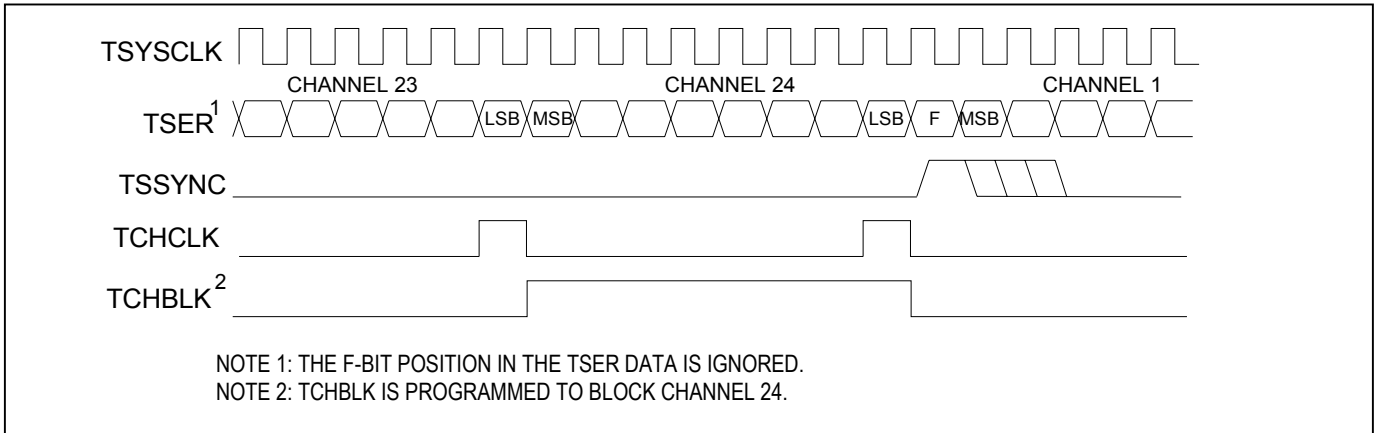 TSYSCLK
CHANNEL 23 CHANNEL 24 CHANNEL 1
TSER1 LSB MSB LSB F MSB
TSSYNC
TCHCLK
TCHBLK2
NOTE 1: THE F-BIT POSITION IN THE TSER DATA IS IGNORED.
NOTE 2: TCHBLK IS PROGRAMMED TO BLOCK CHANNEL 24.